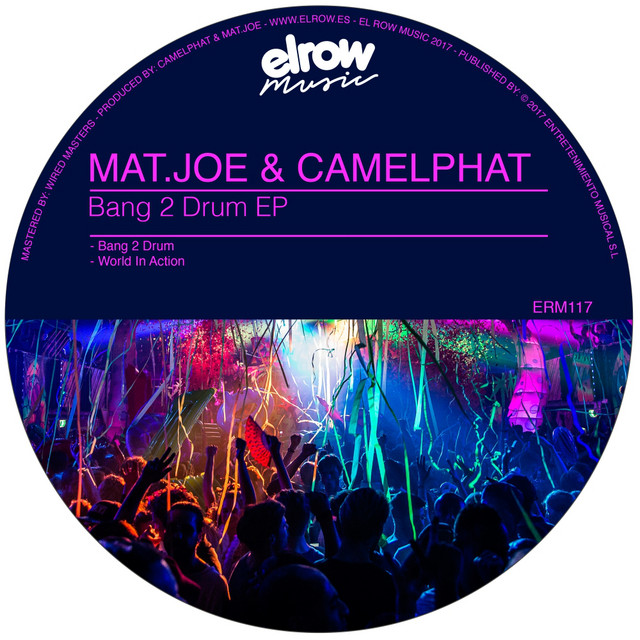 MASTERED BY: WIRED MASTERS - PRODUCED BY: CAMELPHAT & MAT.JOE - WWW.ELROW.ES - EL ROW MUSIC 2017 - PUBLISHED BY: © 2017 ENTRETENIMIENTO MUSICAL S.L
elrow
music
MAT.JOE & CAMELPHAT
Bang 2 Drum EP
- Bang 2 Drum
- World In Action
ERM117